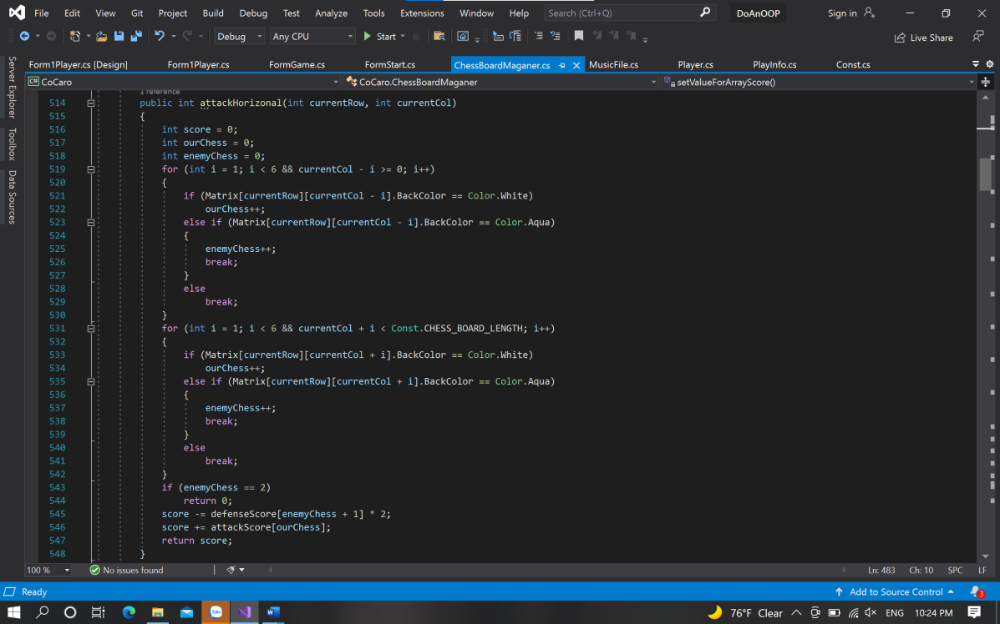 File Edit View Git Project Build Debug Test Analyze Tools Extensions Window Help Search (Ctrl+Q) DoAnOOP Sign in
Debug Any CPU Start Live Share
Form1Player.cs [Design] Form1Player.cs FormGame.cs FormStart.cs ChessBoardMaganer.cs MusicFile.cs Player.cs PlayInfo.cs Const.cs
C# CoCaro CoCaro.ChessBoardMaganer setValueForArrayScore()
Server Explorer
Toolbox
Data Sources
1 reference
514 public int attackHorizonal(int currentRow, int currentCol)
515 {
516 int score = 0;
517 int ourChess = 0;
518 int enemyChess = 0;
519 for (int i = 1; i < 6 && currentCol - i >= 0; i++)
520 {
521 if (Matrix[currentRow][currentCol - i].BackColor == Color.White)
522 ourChess++;
523 else if (Matrix[currentRow][currentCol - i].BackColor == Color.Aqua)
524 {
525 enemyChess++;
526 break;
527 }
528 else
529 break;
530 }
531 for (int i = 1; i < 6 && currentCol + i < Const.CHESS_BOARD_LENGTH; i++)
532 {
533 if (Matrix[currentRow][currentCol + i].BackColor == Color.White)
534 ourChess++;
535 else if (Matrix[currentRow][currentCol + i].BackColor == Color.Aqua)
536 {
537 enemyChess++;
538 break;
539 }
540 else
541 break;
542 }
543 if (enemyChess == 2)
544 return 0;
545 score -= defenseScore[enemyChess + 1] * 2;
546 score += attackScore[ourChess];
547 return score;
548 }
100 % No issues found Ln: 483 Ch: 10 SPC LF
Ready Add to Source Control 3
Zalo 76°F Clear ENG 10:24 PM